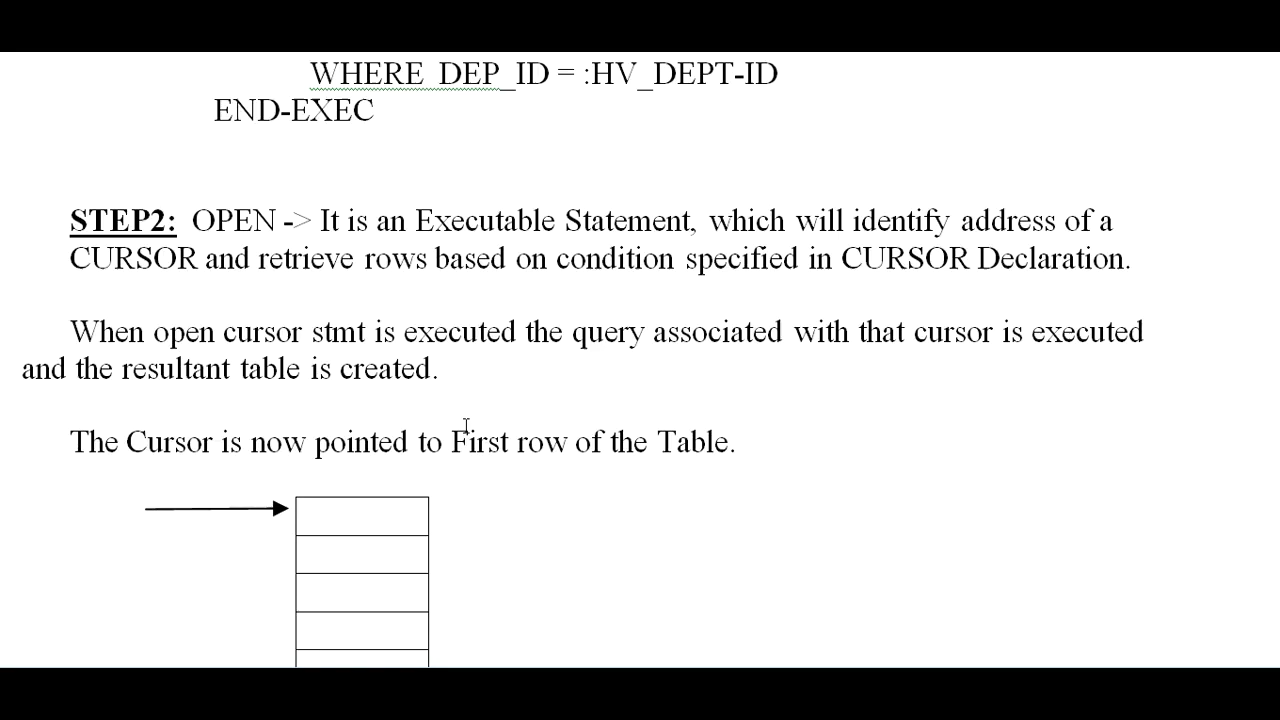 WHERE DEP_ID = :HV_DEPT-ID
END-EXEC
STEP2: OPEN -> It is an Executable Statement, which will identify address of a
CURSOR and retrieve rows based on condition specified in CURSOR Declaration.
When open cursor stmt is executed the query associated with that cursor is executed
and the resultant table is created.
The Cursor is now pointed to First row of the Table.